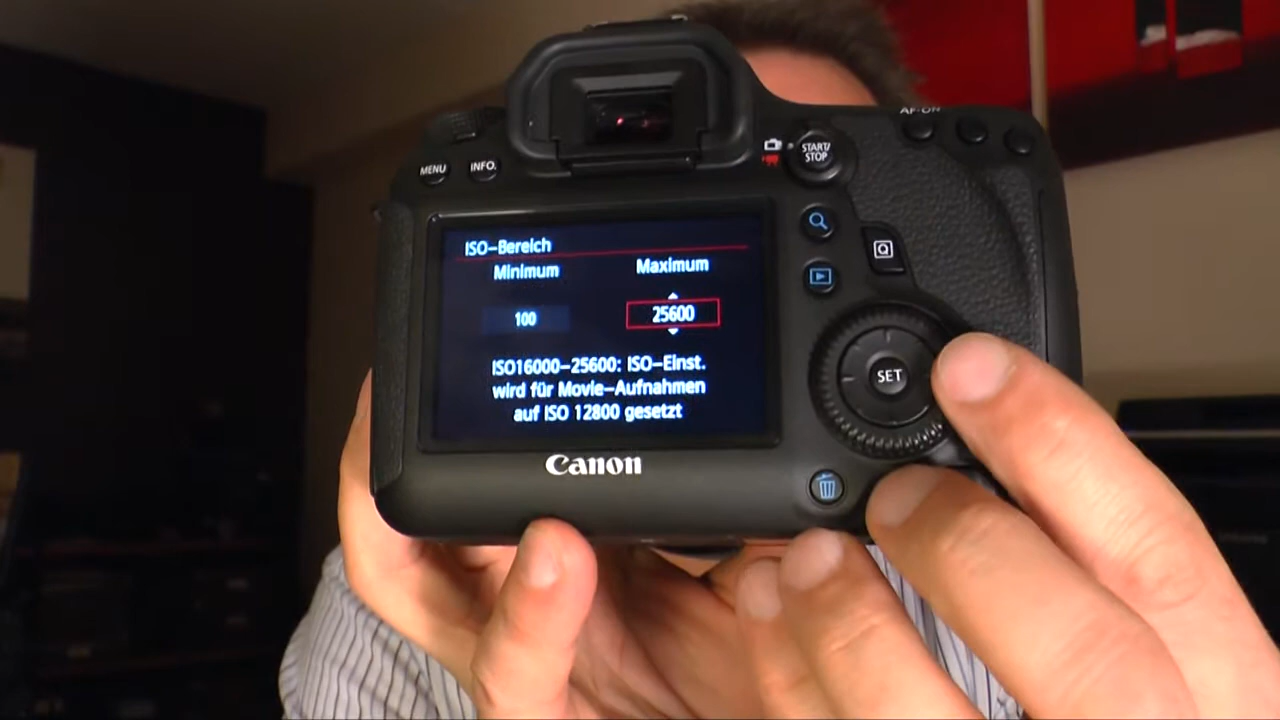 AF-ON
MENU
INFO.
START/
STOP
ISO-Bereich
Minimum
Maximum
100
25600
ISO16000-25600: ISO-Einst.
wird für Movie-Aufnahmen
auf ISO 12800 gesetzt
Q
SET
Canon